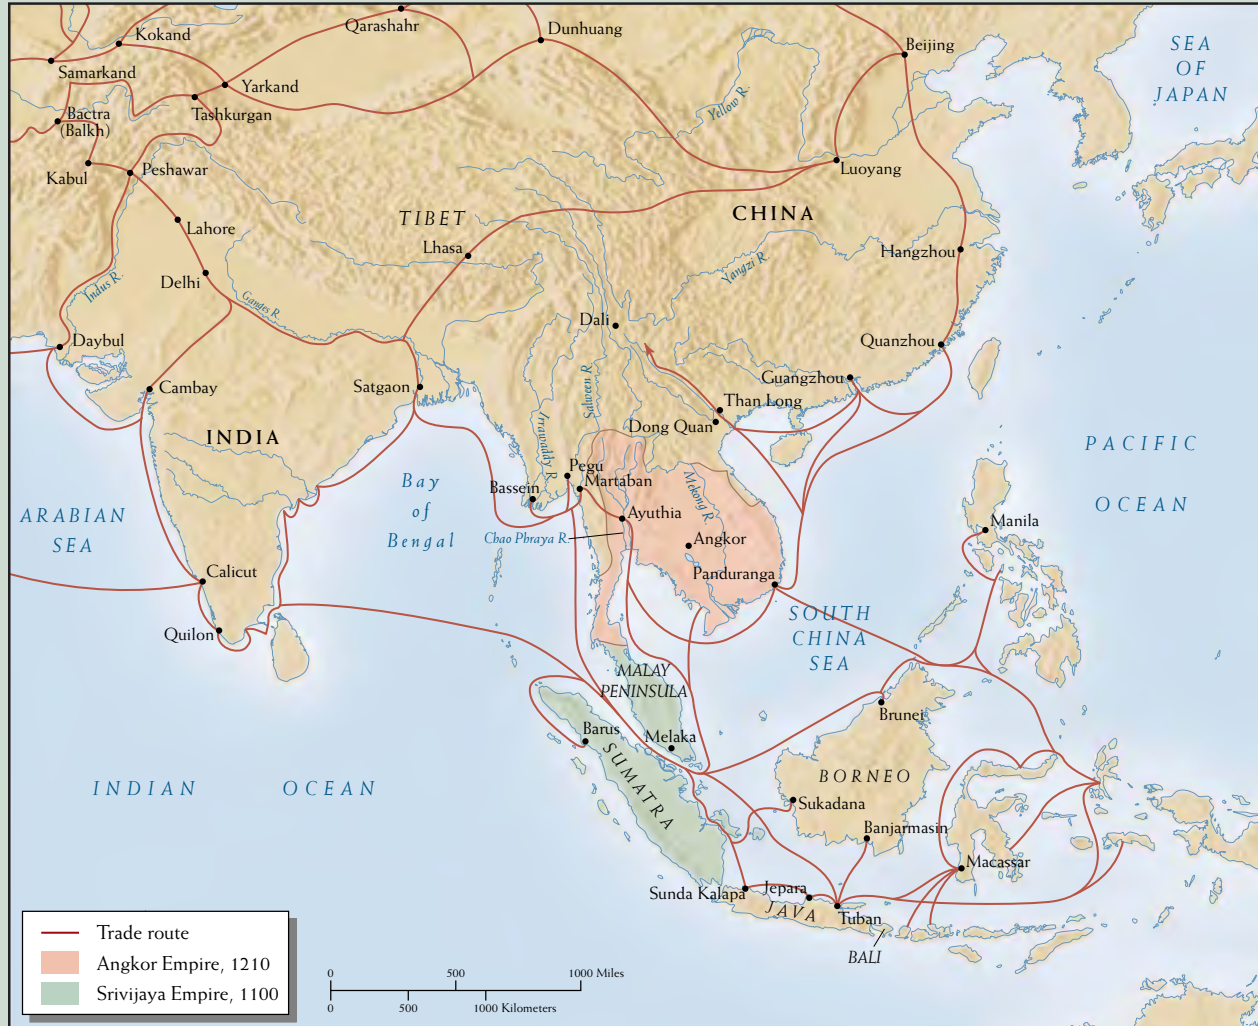 Kokand
Qarashahr
Dunhuang
Beijing
SEA
OF
JAPAN
Samarkand
Yarkand
Tashkurgan
Yellow R.
Bactra
(Balkh)
Kabul
Peshawar
Luoyang
TIBET
CHINA
Lahore
Lhasa
Hangzhou
Delhi
Yangzi R.
Indus R.
Ganges R.
Dali
Daybul
Quanzhou
Cambay
Satgaon
Guangzhou
Salween R.
Than Long
Dong Quan
INDIA
Irrawaddy R.
PACIFIC
OCEAN
Pegu
Martaban
Bassein
Bay
of
Bengal
Mekong R.
ARABIAN
SEA
Ayuthia
Manila
Chao Phraya R.
Angkor
Panduranga
Calicut
SOUTH
CHINA
SEA
Quilon
MALAY
PENINSULA
Brunei
Barus
Melaka
SUMATRA
BORNEO
INDIAN OCEAN
Sukadana
Banjarmasin
Macassar
Sunda Kalapa
Jepara
JAVA
Tuban
BALI
Trade route
Angkor Empire, 1210
Srivijaya Empire, 1100
0 500 1000 Miles
0 500 1000 Kilometers